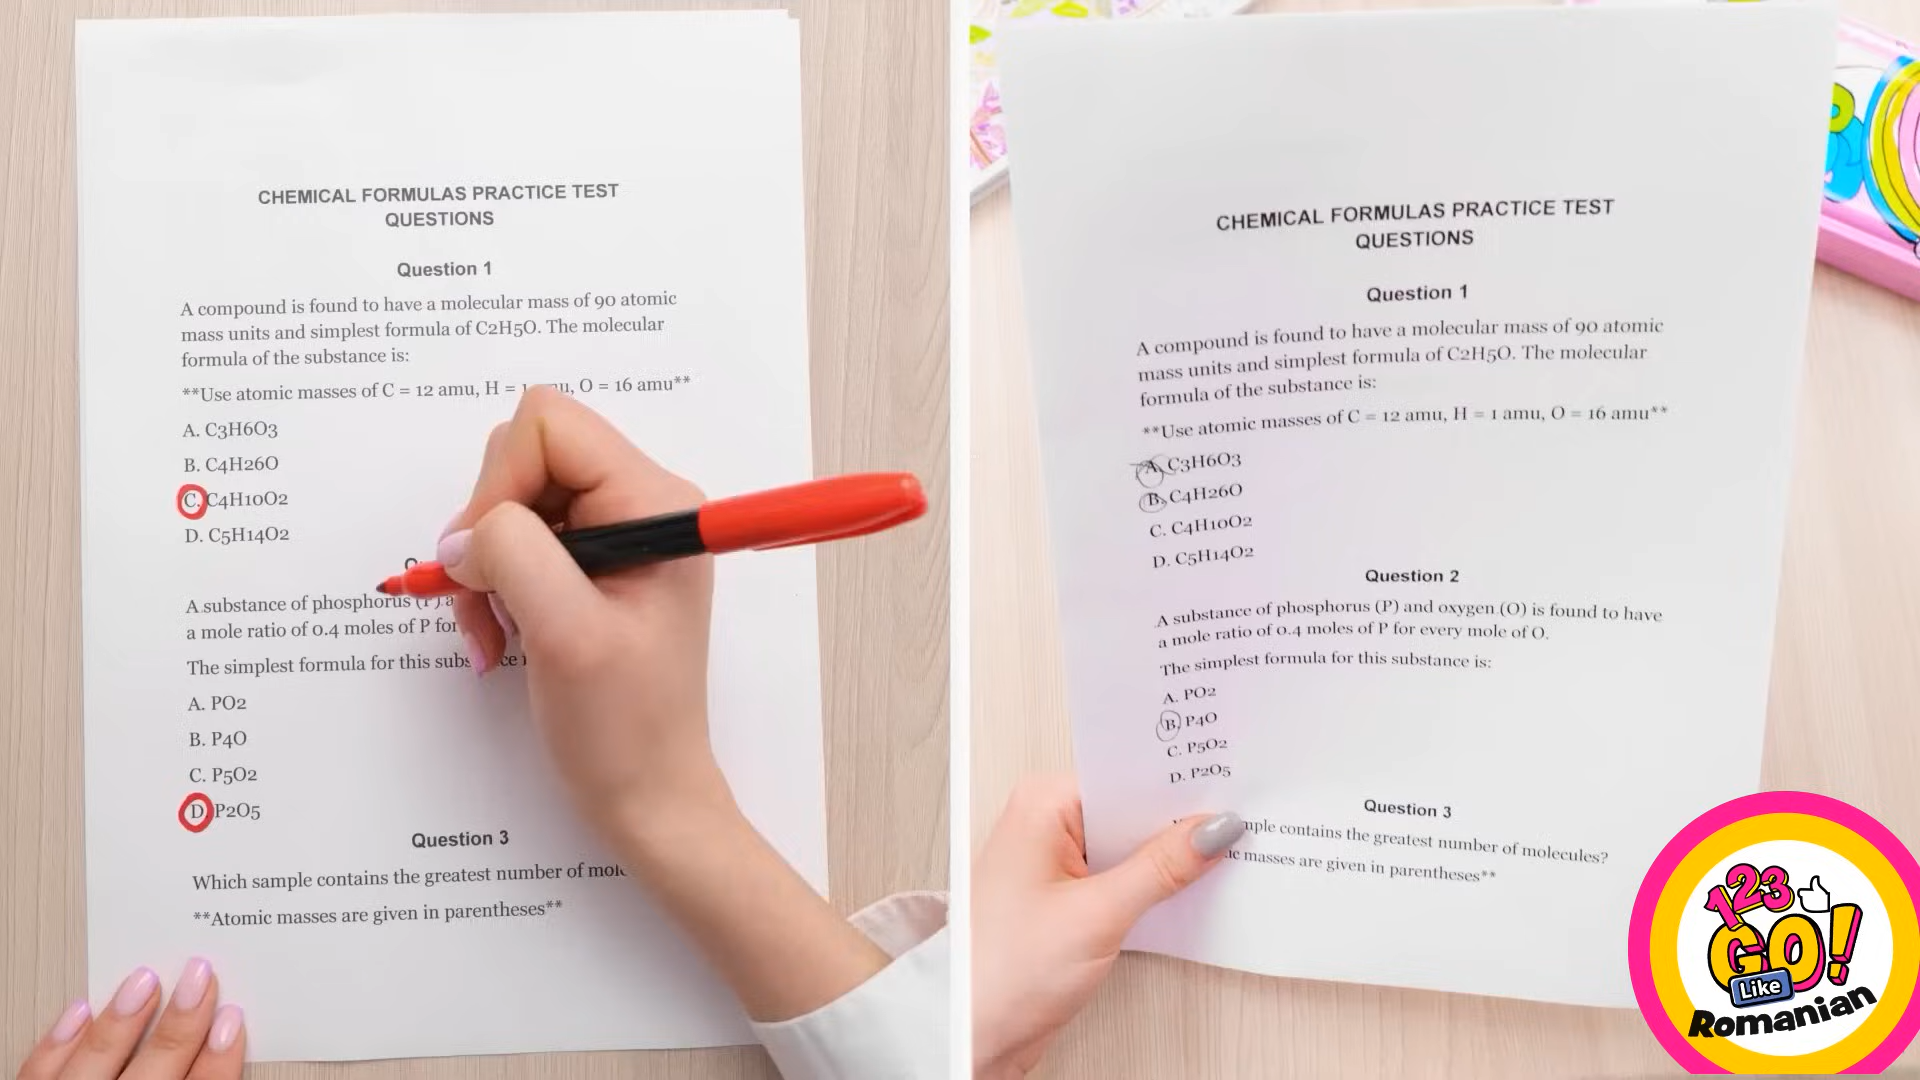 CHEMICAL FORMULAS PRACTICE TEST
QUESTIONS
Question 1
A compound is found to have a molecular mass of 90 atomic
mass units and simplest formula of C2H5O. The molecular
formula of the substance is:
**Use atomic masses of C = 12 amu, H = 1 amu, O = 16 amu**
A. C3H6O3
B. C4H26O
C. C4H10O2
D. C5H14O2
A substance of phosphorus (P) a
a mole ratio of 0.4 moles of P for
The simplest formula for this subs
A. PO2
B. P4O
C. P5O2
D. P2O5
Question 3
Which sample contains the greatest number of
**Atomic masses are given in parentheses**
CHEMICAL FORMULAS PRACTICE TEST
QUESTIONS
Question 1
A compound is found to have a molecular mass of 90 atomic
mass units and simplest formula of C2H5O. The molecular
formula of the substance is:
**Use atomic masses of C = 12 amu, H = 1 amu, O = 16 amu**
A. C3H6O3
B. C4H26O
C. C4H10O2
D. C5H14O2
Question 2
A substance of phosphorus (P) and oxygen (O) is found to have
a mole ratio of 0.4 moles of P for every mole of O.
The simplest formula for this substance is:
A. PO2
B. P4O
C. P5O2
D. P2O5
Question 3
contains the greatest number of molecules?
masses are given in parentheses**
123
GO!
Like
Romanian